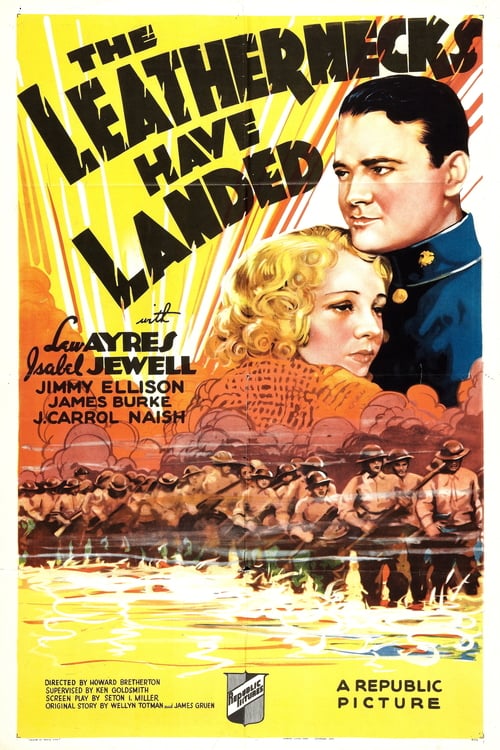 THE
LEATHERNECKS
HAVE
LANDED
with
Lew AYRES
Isabel JEWELL
JIMMY ELLISON
JAMES BURKE
J. CARROL NAISH
DIRECTED BY HOWARD BRETHERTON
SUPERVISED BY KEN GOLDSMITH
SCREEN PLAY BY SETON I. MILLER
ORIGINAL STORY BY WELLYN TOTMAN and JAMES GRUEN
REPUBLIC
PICTURES
A REPUBLIC
PICTURE